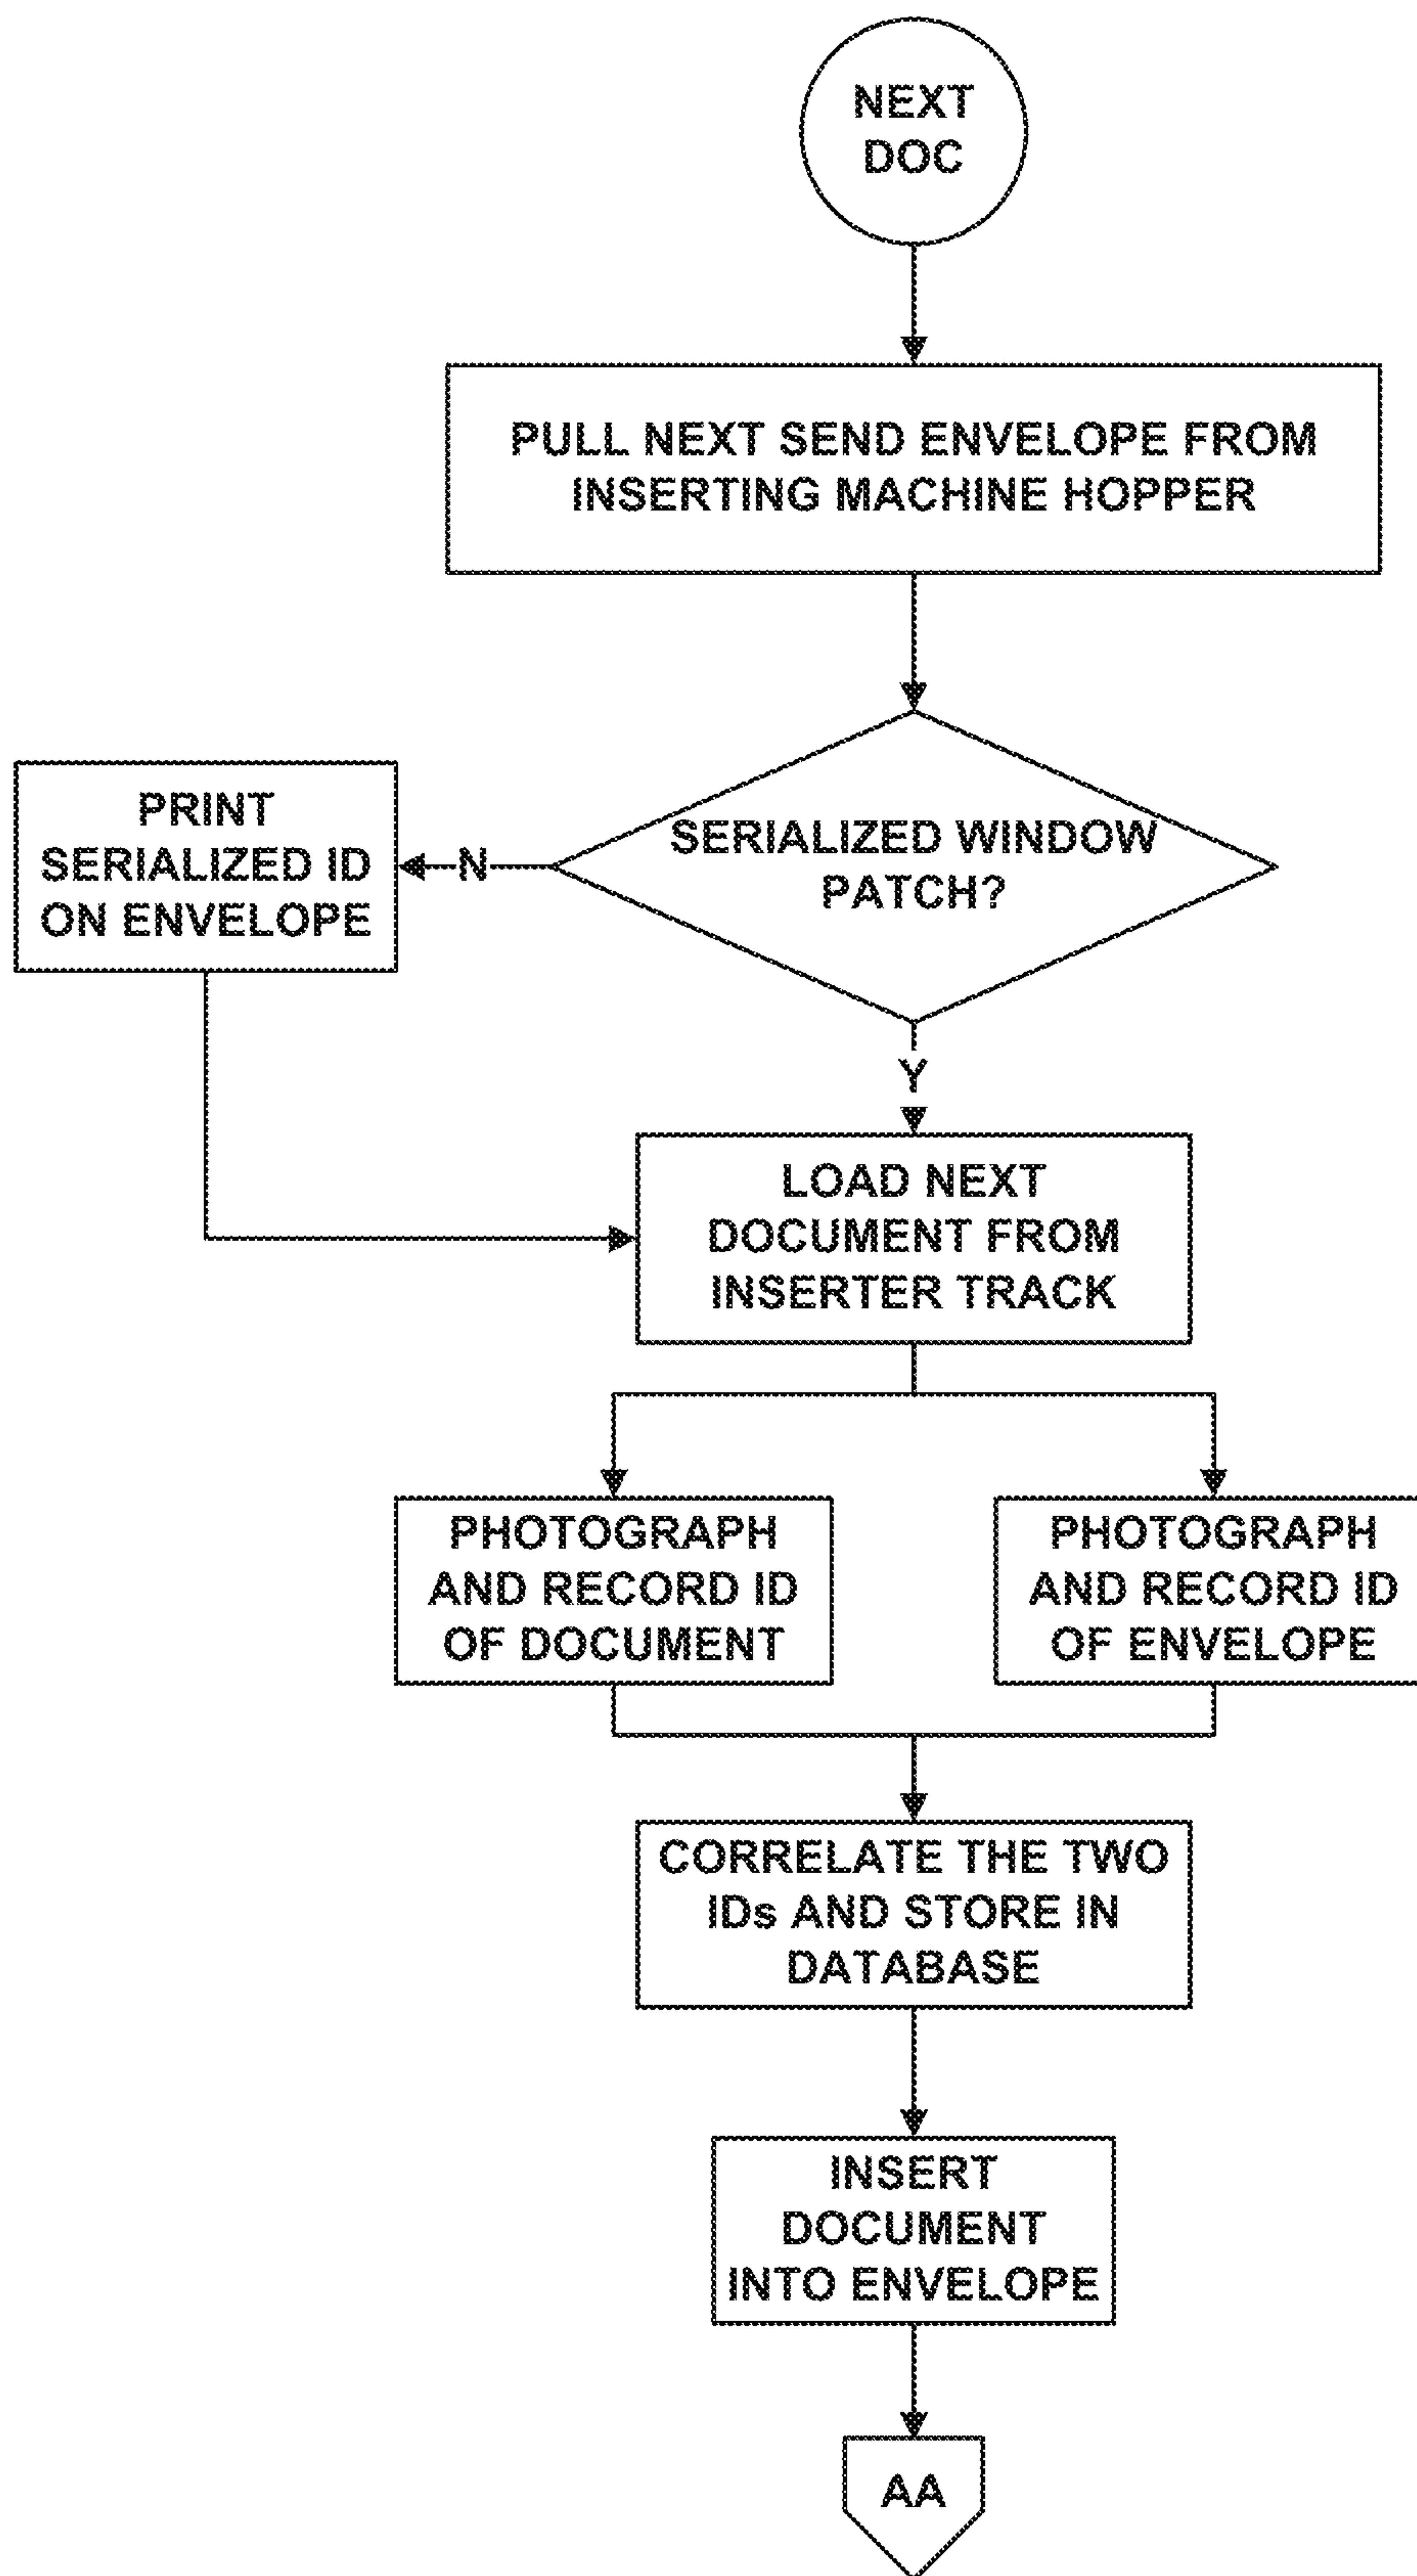 NEXT
DOC
PULL NEXT SEND ENVELOPE FROM
INSERTING MACHINE HOPPER
SERIALIZED WINDOW
PATCH?
N
PRINT
SERIALIZED ID
ON ENVELOPE
Y
LOAD NEXT
DOCUMENT FROM
INSERTER TRACK
PHOTOGRAPH
AND RECORD ID
OF DOCUMENT
PHOTOGRAPH
AND RECORD ID
OF ENVELOPE
CORRELATE THE TWO
IDs AND STORE IN
DATABASE
INSERT
DOCUMENT
INTO ENVELOPE
AA